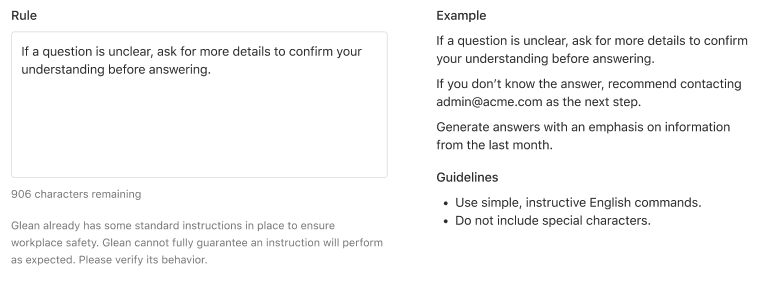 Rule
If a question is unclear, ask for more details to confirm your
understanding before answering.
906 characters remaining
Glean already has some standard instructions in place to ensure
workplace safety. Glean cannot fully guarantee an instruction will perform
as expected. Please verify its behavior.
Example
If a question is unclear, ask for more details to confirm
your understanding before answering.
If you don’t know the answer, recommend contacting
admin@acme.com as the next step.
Generate answers with an emphasis on information
from the last month.
Guidelines
• Use simple, instructive English commands.
• Do not include special characters.